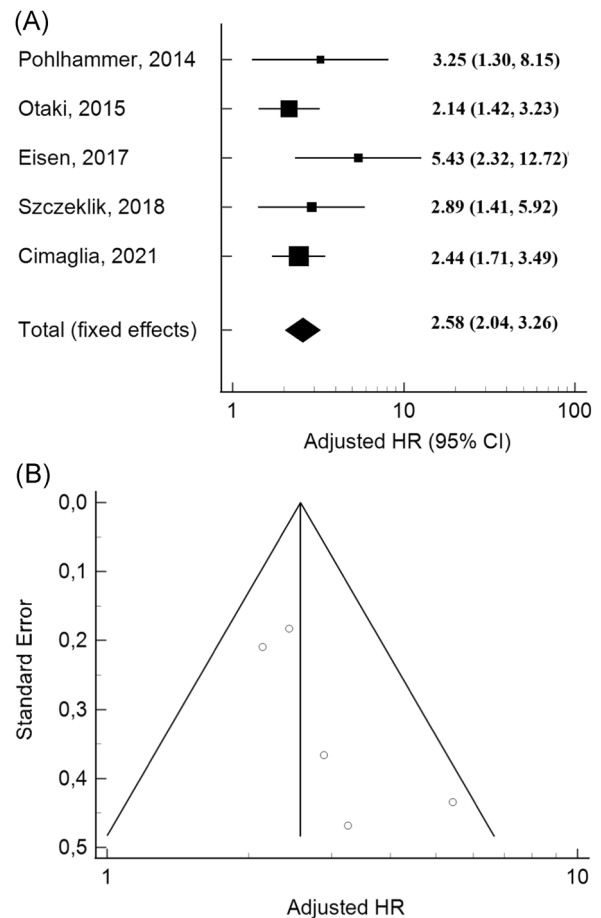 (A)
Pohlhammer, 2014 3.25 (1.30, 8.15)
Otaki, 2015 2.14 (1.42, 3.23)
Eisen, 2017 5.43 (2.32, 12.72)
Szczeklik, 2018 2.89 (1.41, 5.92)
Cimaglia, 2021 2.44 (1.71, 3.49)
Total (fixed effects) 2.58 (2.04, 3.26)
1 10 100
Adjusted HR (95% CI)
(B)
Standard Error
0,0
0,1
0,2
0,3
0,4
0,5
1 10
Adjusted HR